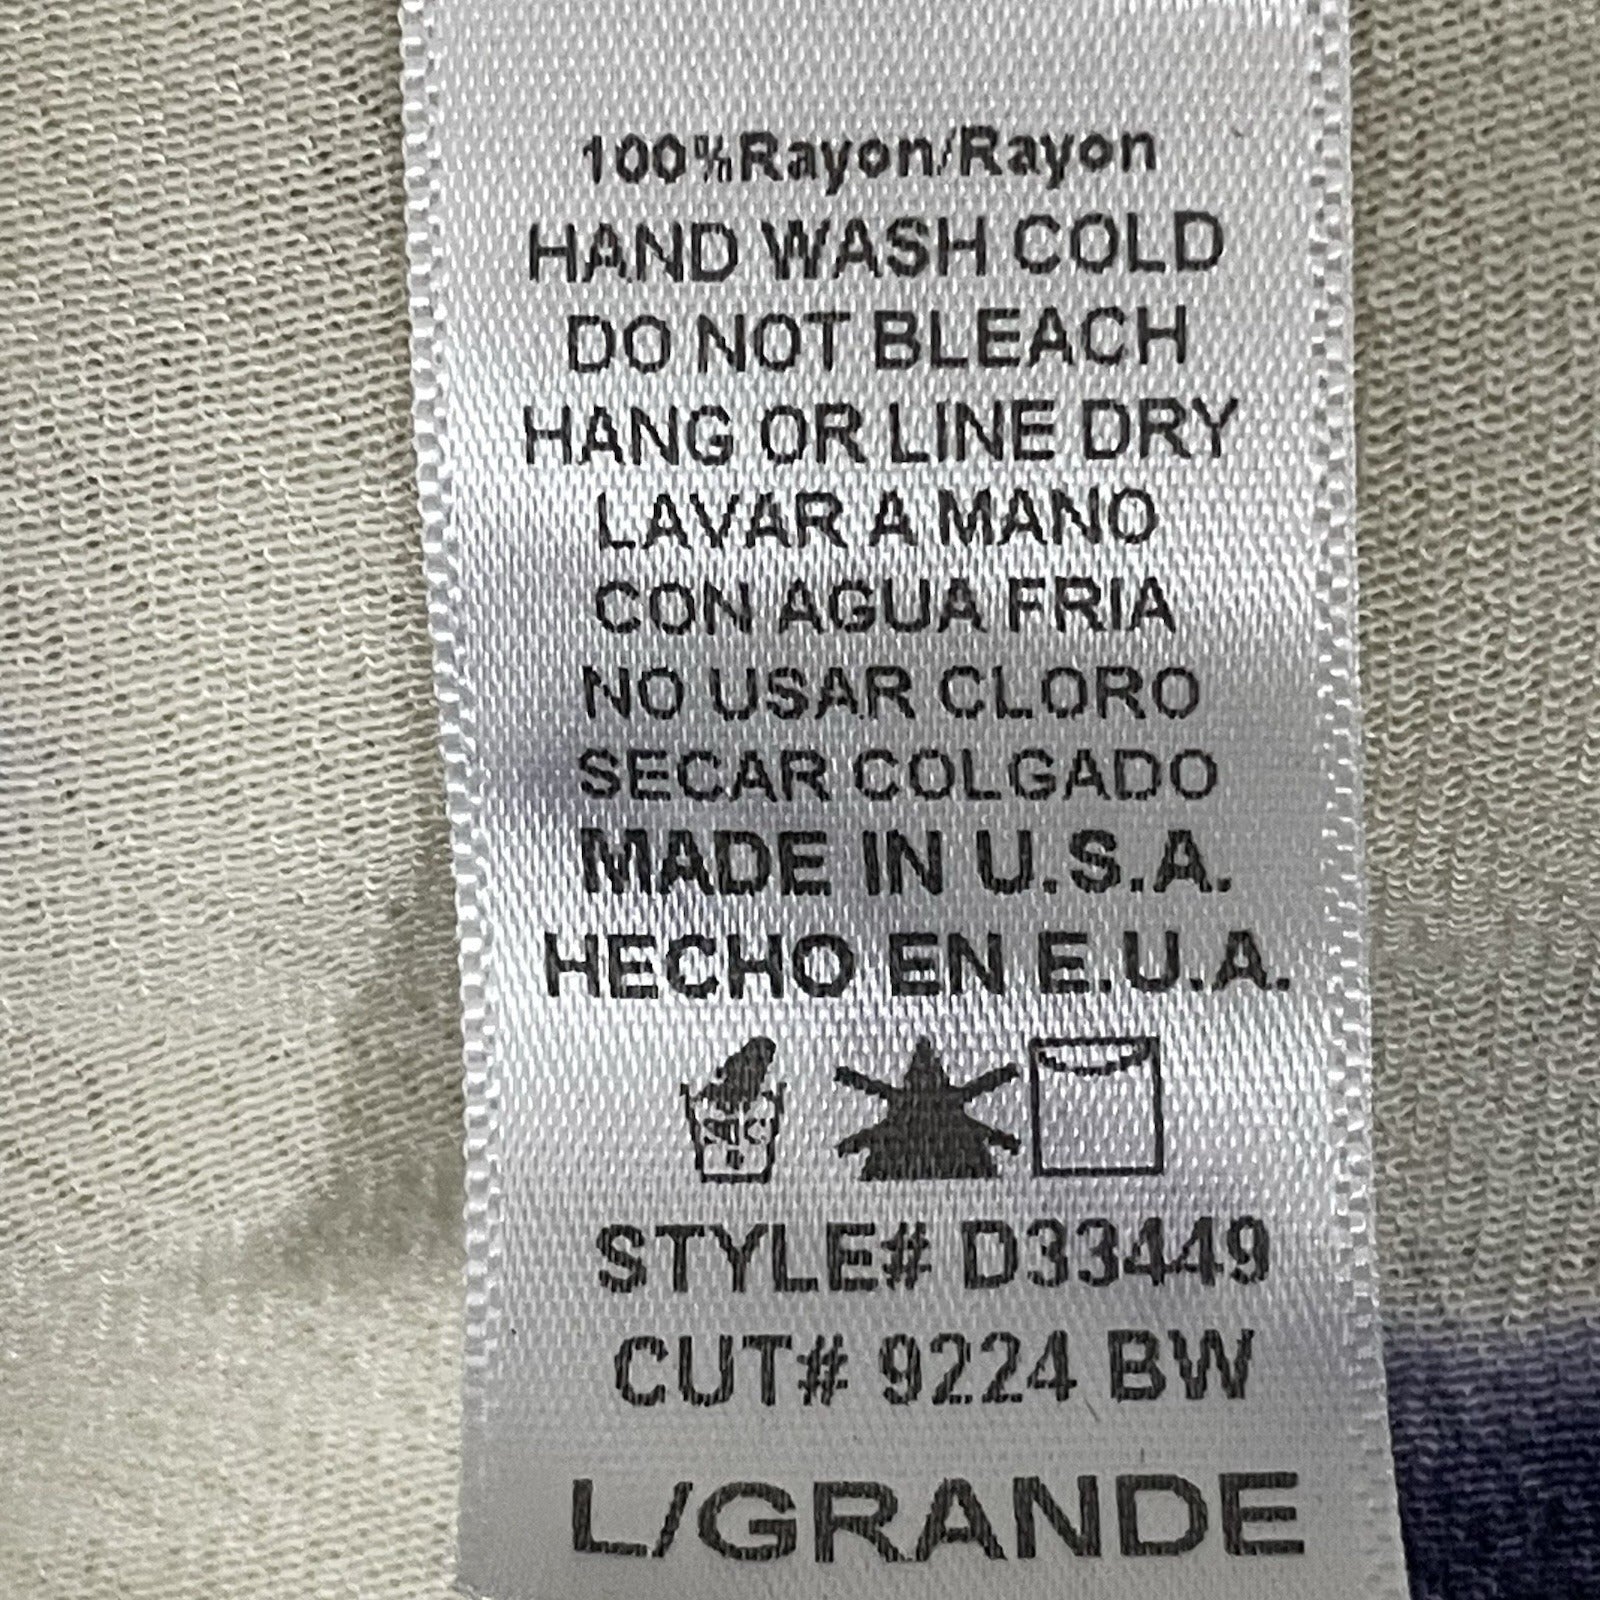 100%Rayon/Rayon
HAND WASH COLD
DO NOT BLEACH
HANG OR LINE DRY
LAVAR A MANO
CON AGUA FRIA
NO USAR CLORO
SECAR COLGADO
MADE IN U.S.A.
HECHO EN E.U.A.
STYLE# D33449
CUT# 9224 BW
L/GRANDE